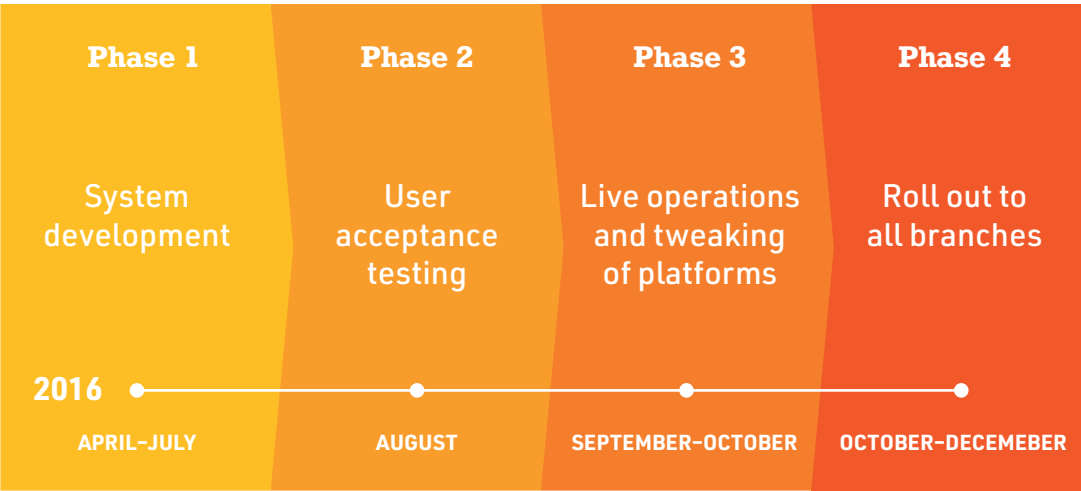 Phase 1
System
development
Phase 2
User
acceptance
testing
Phase 3
Live operations
and tweaking
of platforms
Phase 4
Roll out to
all branches
2016
APRIL–JULY
AUGUST
SEPTEMBER–OCTOBER
OCTOBER–DECEMEBER